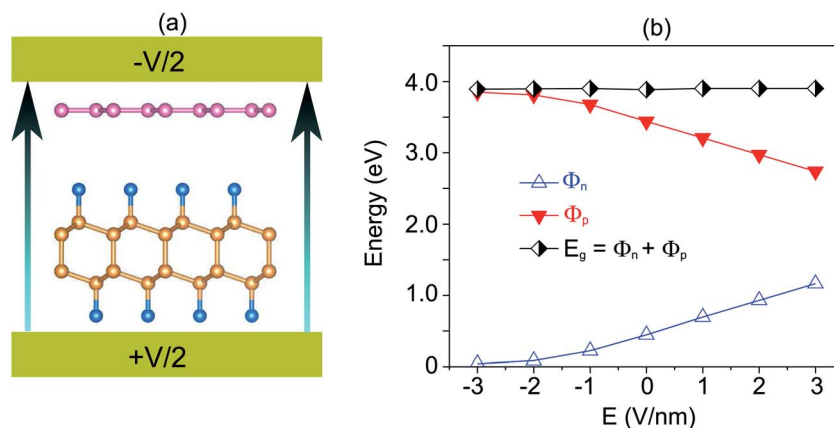 (a)
-V/2
+V/2
(b)
Energy (eV)
4.0
3.0
2.0
1.0
0
Φn
Φp
Eg = Φn + Φp
-3 -2 -1 0 1 2 3
E (V/nm)